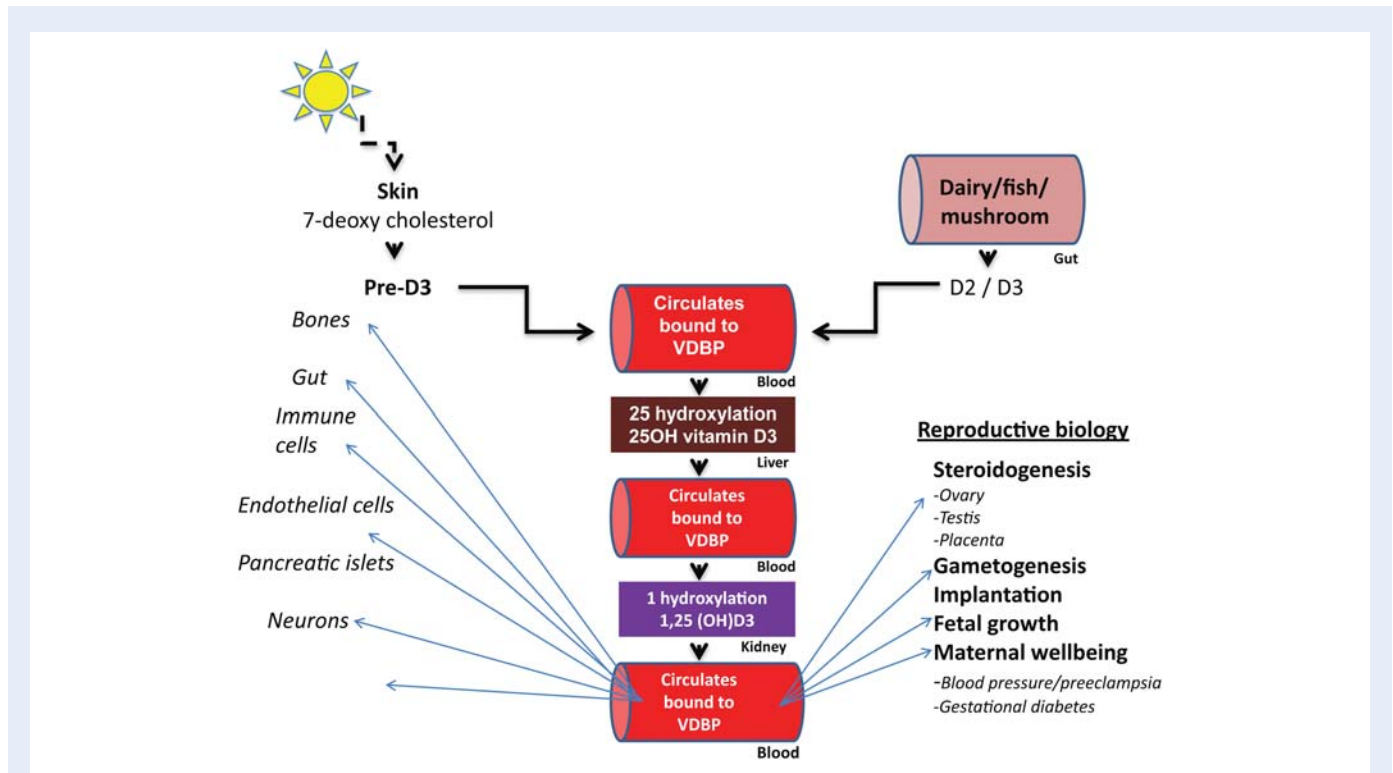 Skin
7-deoxy cholesterol
Pre-D3
Dairy/fish/
mushroom
Gut
D2 / D3
Circulates
bound to
VDBP
Blood
25 hydroxylation
25OH vitamin D3
Liver
Circulates
bound to
VDBP
Blood
1 hydroxylation
1,25 (OH)D3
Kidney
Circulates
bound to
VDBP
Blood
Bones
Gut
Immune
cells
Endothelial cells
Pancreatic islets
Neurons
Reproductive biology
Steroidogenesis
-Ovary
-Testis
-Placenta
Gametogenesis
Implantation
Fetal growth
Maternal wellbeing
-Blood pressure/preeclampsia
-Gestational diabetes